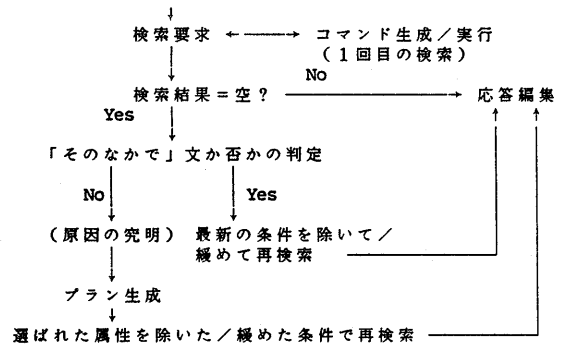 検索要求
コマンド生成／実行
（１回目の検索）
No
検索結果＝空？
応答編集
Yes
「そのなかで」文か否かの判定
No
Yes
（原因の究明）
最新の条件を除いて／
緩めて再検索
プラン生成
選ばれた属性を除いた／緩めた条件で再検索